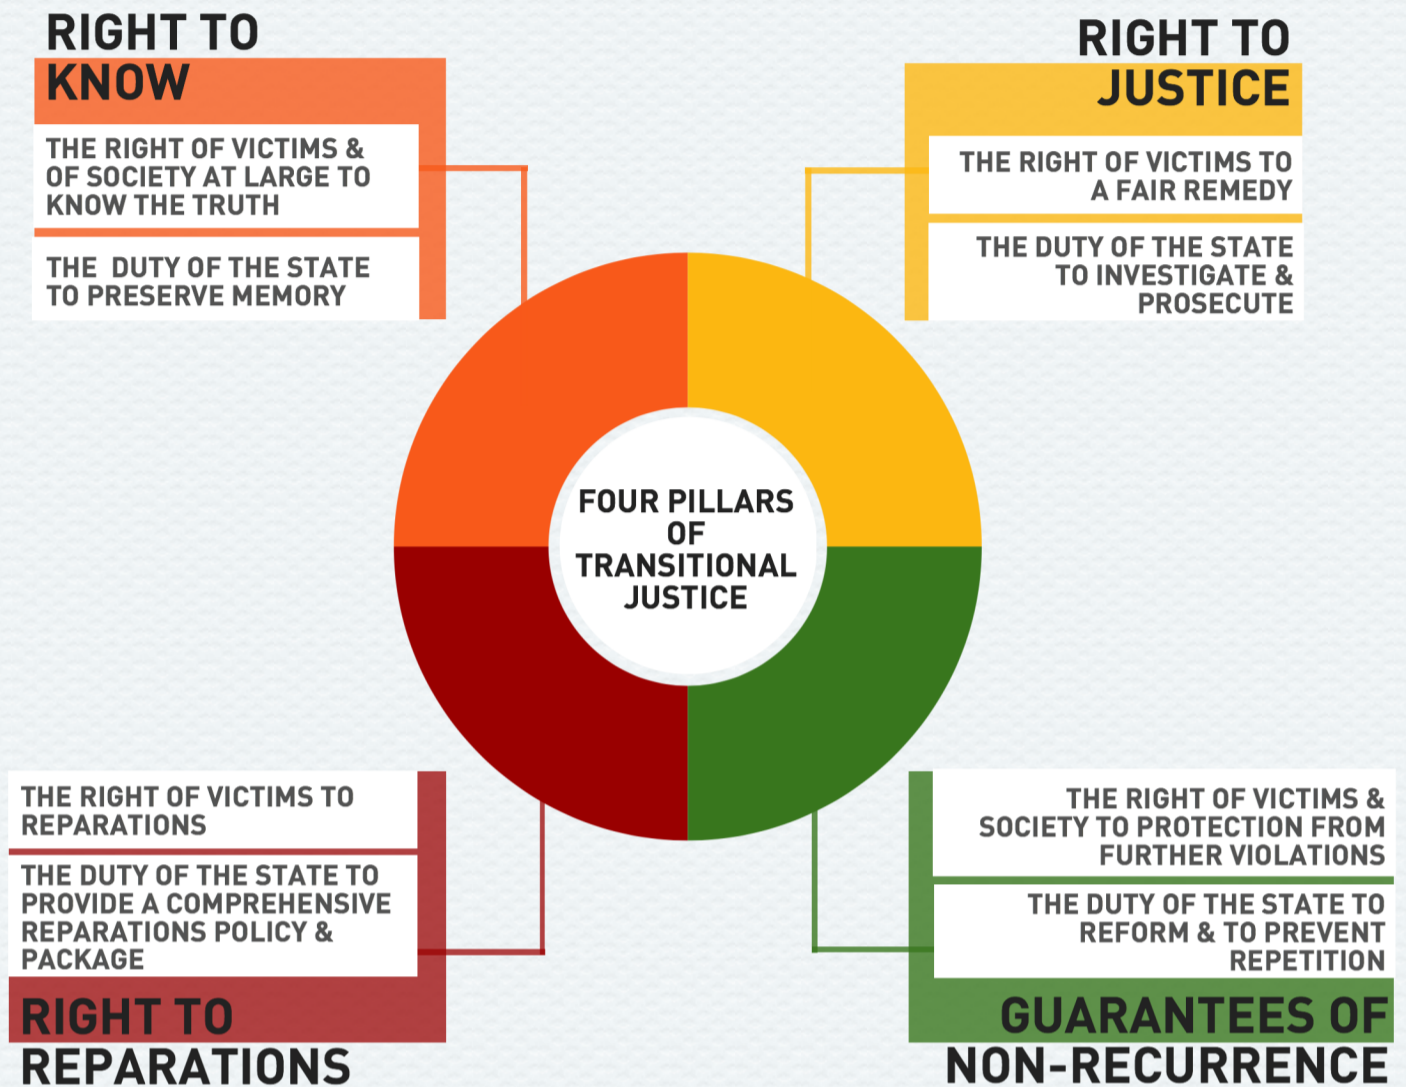 RIGHT TO
KNOW
THE RIGHT OF VICTIMS &
OF SOCIETY AT LARGE TO
KNOW THE TRUTH
THE DUTY OF THE STATE
TO PRESERVE MEMORY
RIGHT TO
JUSTICE
THE RIGHT OF VICTIMS TO
A FAIR REMEDY
THE DUTY OF THE STATE
TO INVESTIGATE &
PROSECUTE
FOUR PILLARS
OF
TRANSITIONAL
JUSTICE
THE RIGHT OF VICTIMS TO
REPARATIONS
THE DUTY OF THE STATE TO
PROVIDE A COMPREHENSIVE
REPARATIONS POLICY &
PACKAGE
RIGHT TO
REPARATIONS
THE RIGHT OF VICTIMS &
SOCIETY TO PROTECTION FROM
FURTHER VIOLATIONS
THE DUTY OF THE STATE TO
REFORM & TO PREVENT
REPETITION
GUARANTEES OF
NON-RECURRENCE